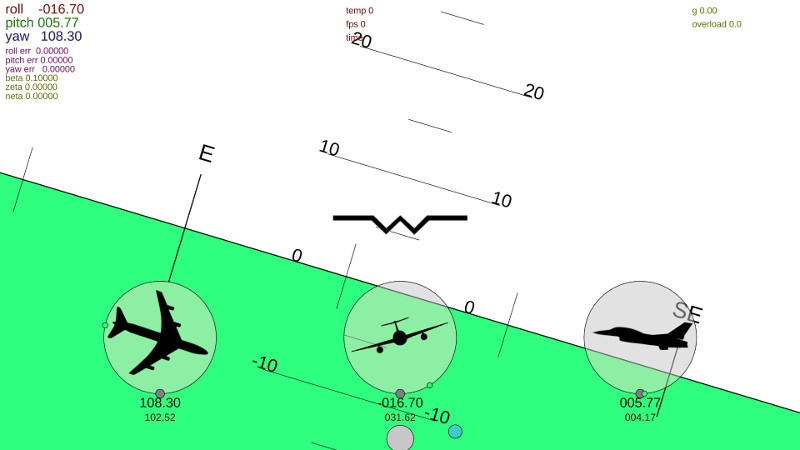 roll -016.70
pitch 005.77
yaw 108.30
roll err 0.00000
pitch err 0.00000
yaw err 0.00000
beta 0.10000
zeta 0.00000
neta 0.00000
temp 0
fps 0
time
g 0.00
overload 0.0
20
20
10
10
E
0
0
SE
-10
-10
108.30
102.52
-016.70
031.62
005.77
004.17